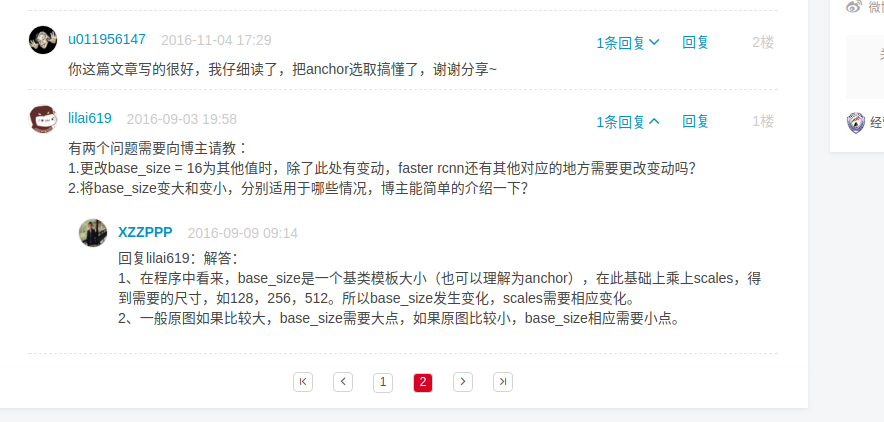 微博
u011956147 2016-11-04 17:29 1条回复 回复 2楼
你这篇文章写的很好，我仔细读了，把anchor选取搞懂了，谢谢分享~
lilai619 2016-09-03 19:58 1条回复 回复 1楼
有两个问题需要向博主请教：
1.更改base_size = 16为其他值时，除了此处有变动，faster rcnn还有其他对应的地方需要更改变动吗？
2.将base_size变大和变小，分别适用于哪些情况，博主能简单的介绍一下？
XZZPPP 2016-09-09 09:14
回复lilai619：解答：
1、在程序中看来，base_size是一个基类模板大小（也可以理解为anchor），在此基础上乘上scales，得
到需要的尺寸，如128，256，512。所以base_size发生变化，scales需要相应变化。
2、一般原图如果比较大，base_size需要大点，如果原图比较小，base_size相应需要小点。
1 2